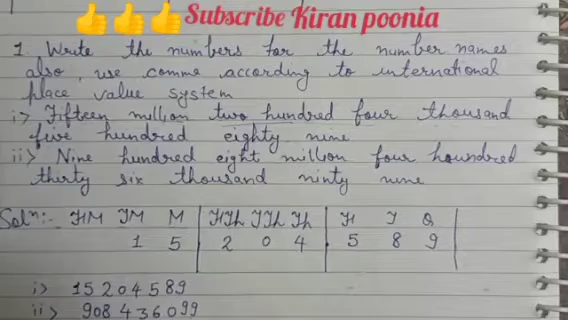 👍👍👍Subscribe Kiran poonia
1. Write the numbers for the number names
also, use comma according to international
place value system
i> Fifteen million two hundred four thousand
five hundred eighty nine
ii> Nine hundred eight million four houndred
therty six thousand ninty nine
Solⁿ:- HM TM M HTh TTh Th H T O
1 5 2 0 4 5 8 9
i> 15204589
ii> 908436099